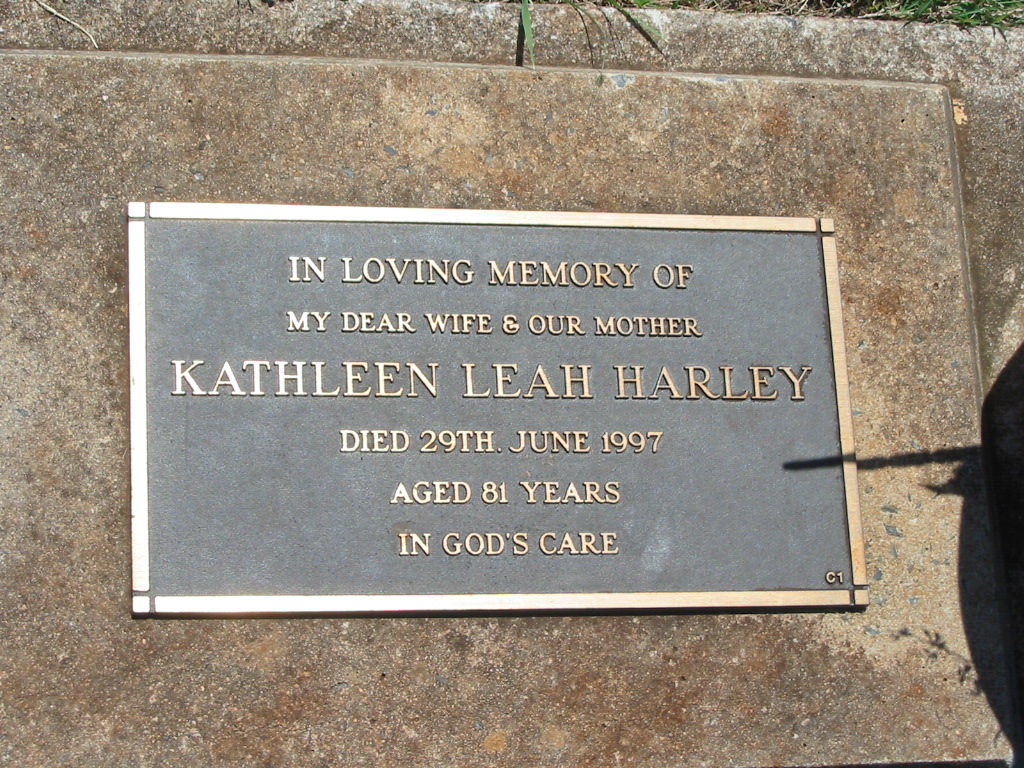 IN LOVING MEMORY OF
MY DEAR WIFE & OUR MOTHER
KATHLEEN LEAH HARLEY
DIED 29TH. JUNE 1997
AGED 81 YEARS
IN GOD'S CARE
C1